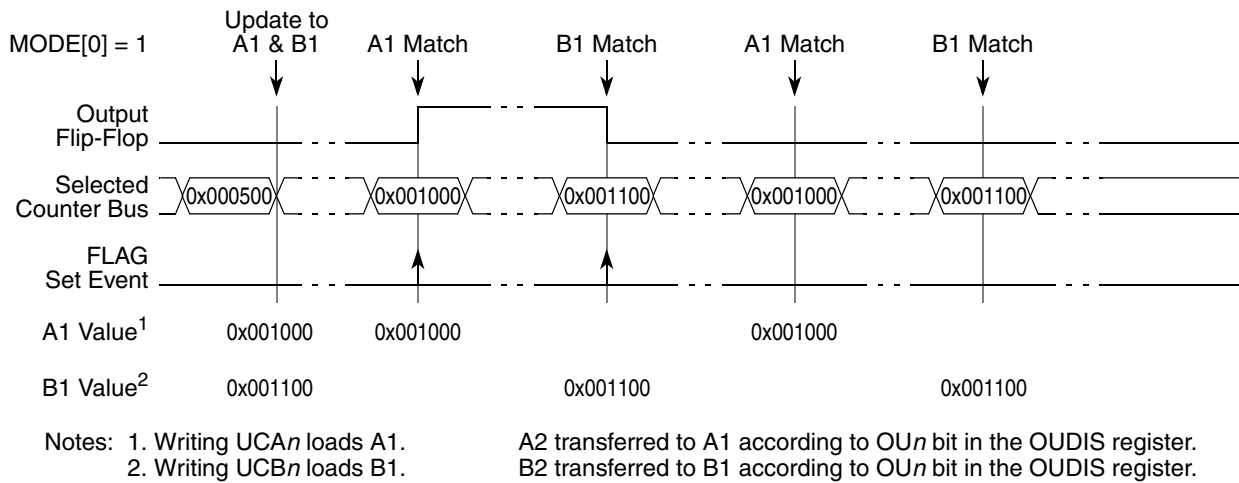 MODE[0] = 1
Update to
A1 & B1
A1 Match
B1 Match
A1 Match
B1 Match
Output
Flip-Flop
Selected
Counter Bus
0x000500
0x001000
0x001100
0x001000
0x001100
FLAG
Set Event
A1 Value1 0x001000 0x001000 0x001000
B1 Value2 0x001100 0x001100 0x001100
Notes: 1. Writing UCAn loads A1. A2 transferred to A1 according to OUn bit in the OUDIS register.
2. Writing UCBn loads B1. B2 transferred to B1 according to OUn bit in the OUDIS register.